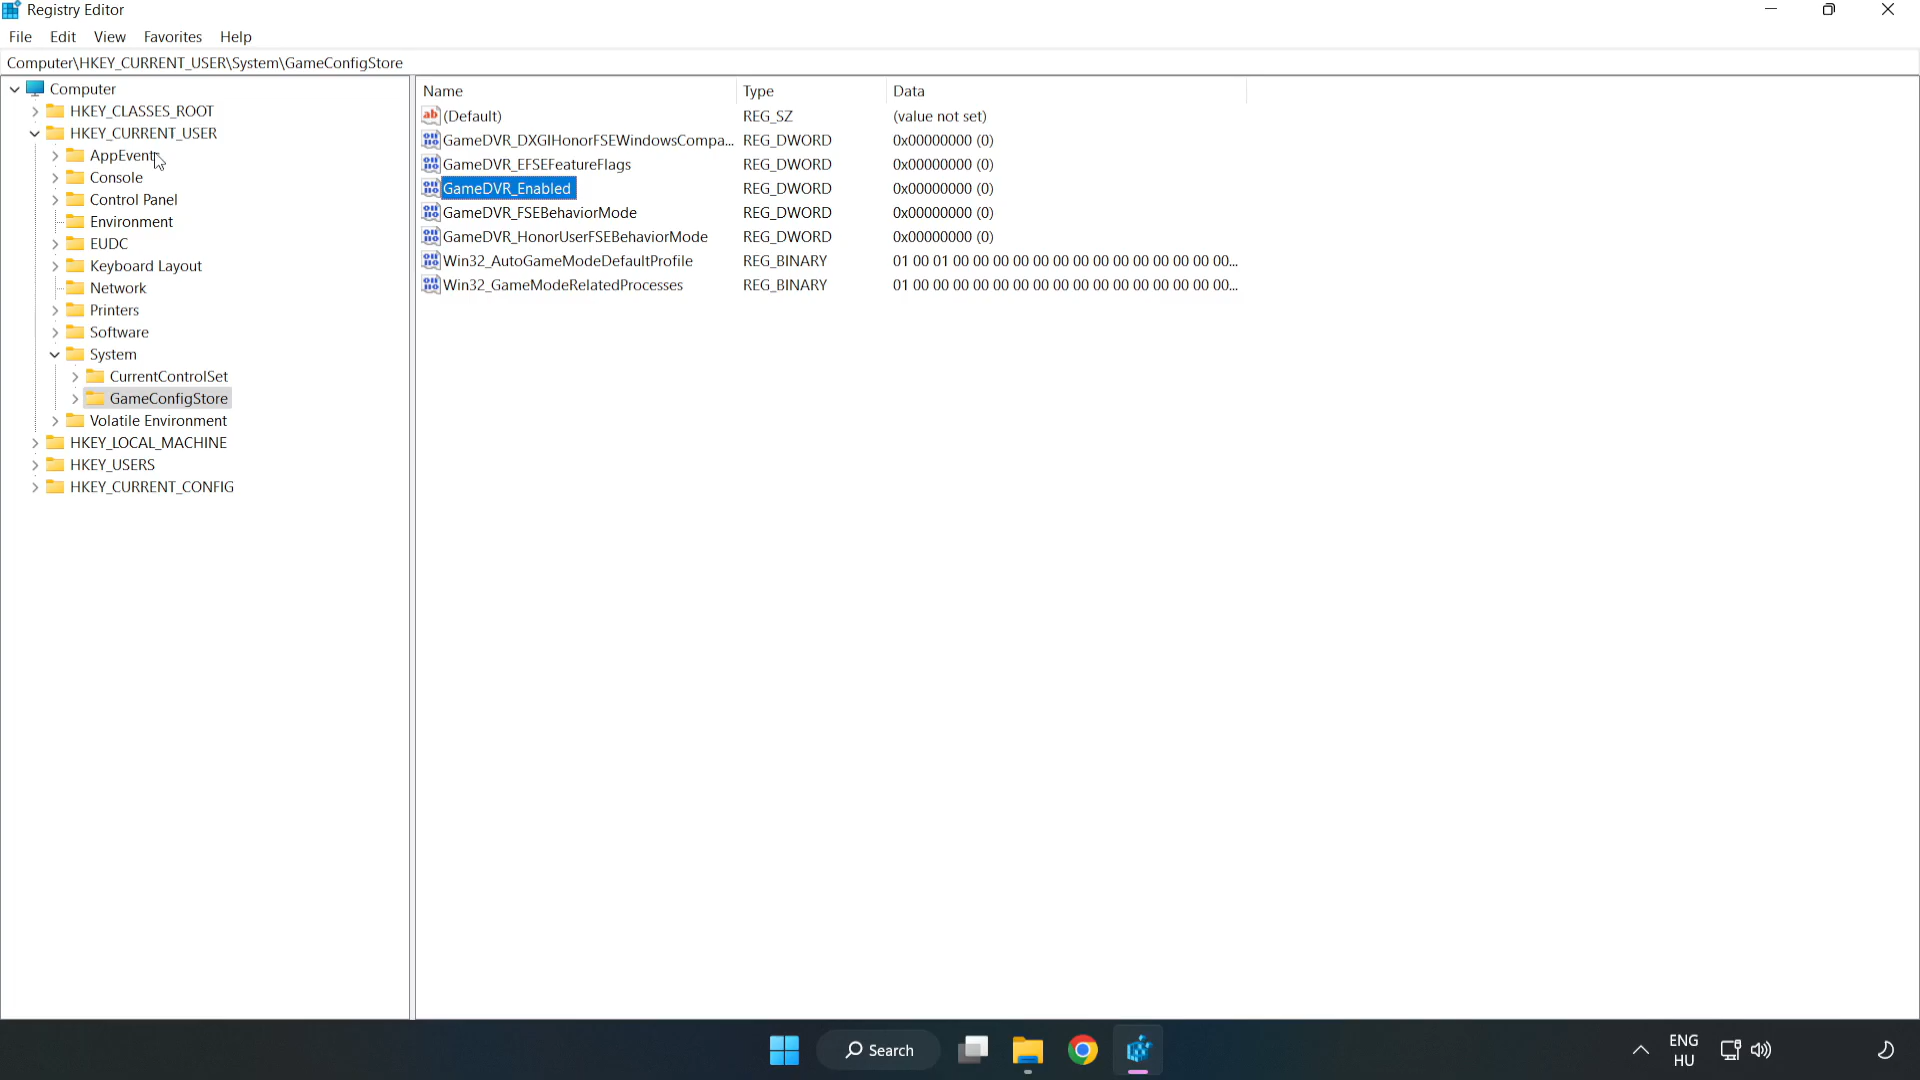 Registry Editor
File Edit View Favorites Help
Computer\HKEY_CURRENT_USER\System\GameConfigStore
Computer
HKEY_CLASSES_ROOT
HKEY_CURRENT_USER
AppEvents
Console
Control Panel
Environment
EUDC
Keyboard Layout
Network
Printers
Software
System
CurrentControlSet
GameConfigStore
Volatile Environment
HKEY_LOCAL_MACHINE
HKEY_USERS
HKEY_CURRENT_CONFIG
Name Type Data
(Default) REG_SZ (value not set)
GameDVR_DXGIHonorFSEWindowsCompa... REG_DWORD 0x00000000 (0)
GameDVR_EFSEFeatureFlags REG_DWORD 0x00000000 (0)
GameDVR_Enabled REG_DWORD 0x00000000 (0)
GameDVR_FSEBehaviorMode REG_DWORD 0x00000000 (0)
GameDVR_HonorUserFSEBehaviorMode REG_DWORD 0x00000000 (0)
Win32_AutoGameModeDefaultProfile REG_BINARY 01 00 01 00 00 00 00 00 00 00 00 00 00 00 00 00 00...
Win32_GameModeRelatedProcesses REG_BINARY 01 00 00 00 00 00 00 00 00 00 00 00 00 00 00 00 00...
Search
ENG
HU